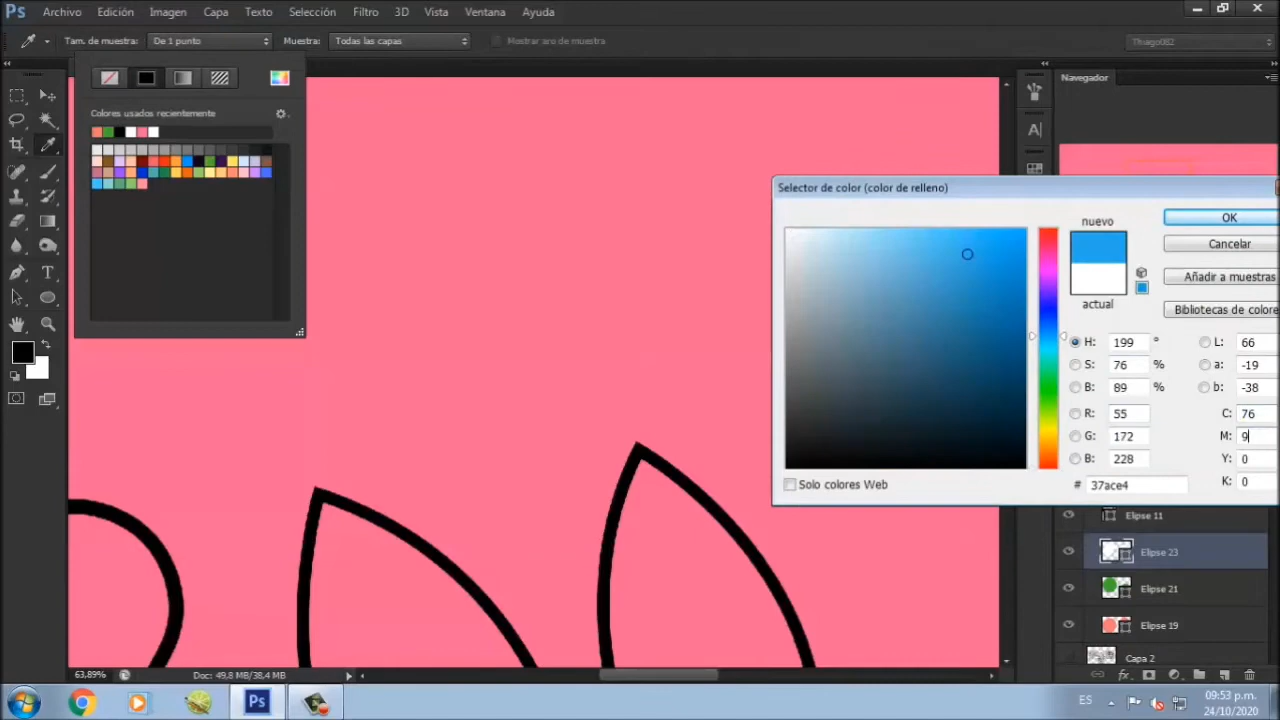 Ps Archivo Edición Imagen Capa Texto Selección Filtro 3D Vista Ventana Ayuda
Tam. de muestra: De 1 punto Muestra: Todas las capas Mostrar aro de muestra Thiago082
Navegador
Colores usados recientemente
Selector de color (color de relleno)
nuevo
OK
Cancelar
Añadir a muestras
actual
Bibliotecas de colore
H: 199 ° L: 66
S: 76 % a: -19
B: 89 % b: -38
R: 55 C: 76 
G: 172 M: 9
B: 228 Y: 0
# 37ace4 K: 0
Solo colores Web
Elipse 11
Elipse 23
Elipse 21
Elipse 19
Capa 2
63,89% Doc: 49,8 MB/38,4 MB
fx
Ps ES 09:53 p.m.
24/10/2020